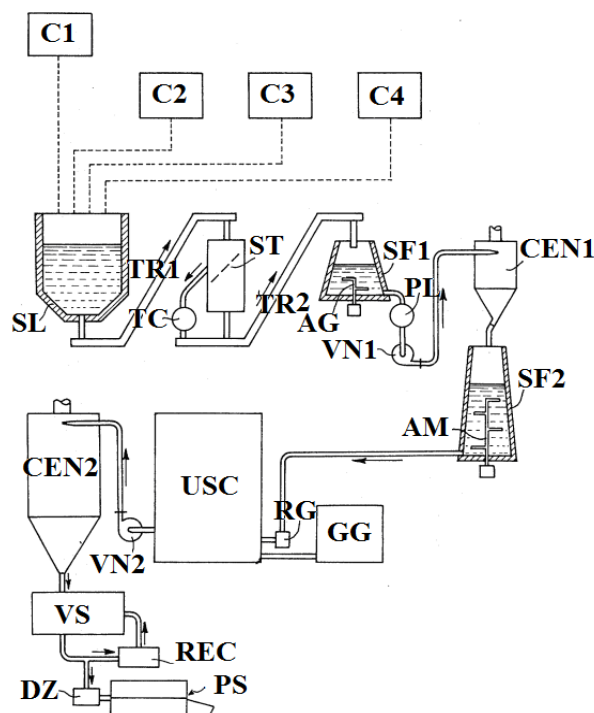 C1
C2
C3
C4
ST
SF1
CEN1
TR1
PL
SL
TC
TR2
AG
VN1
SF2
AM
CEN2
USC
RG
GG
VN2
VS
REC
DZ
PS